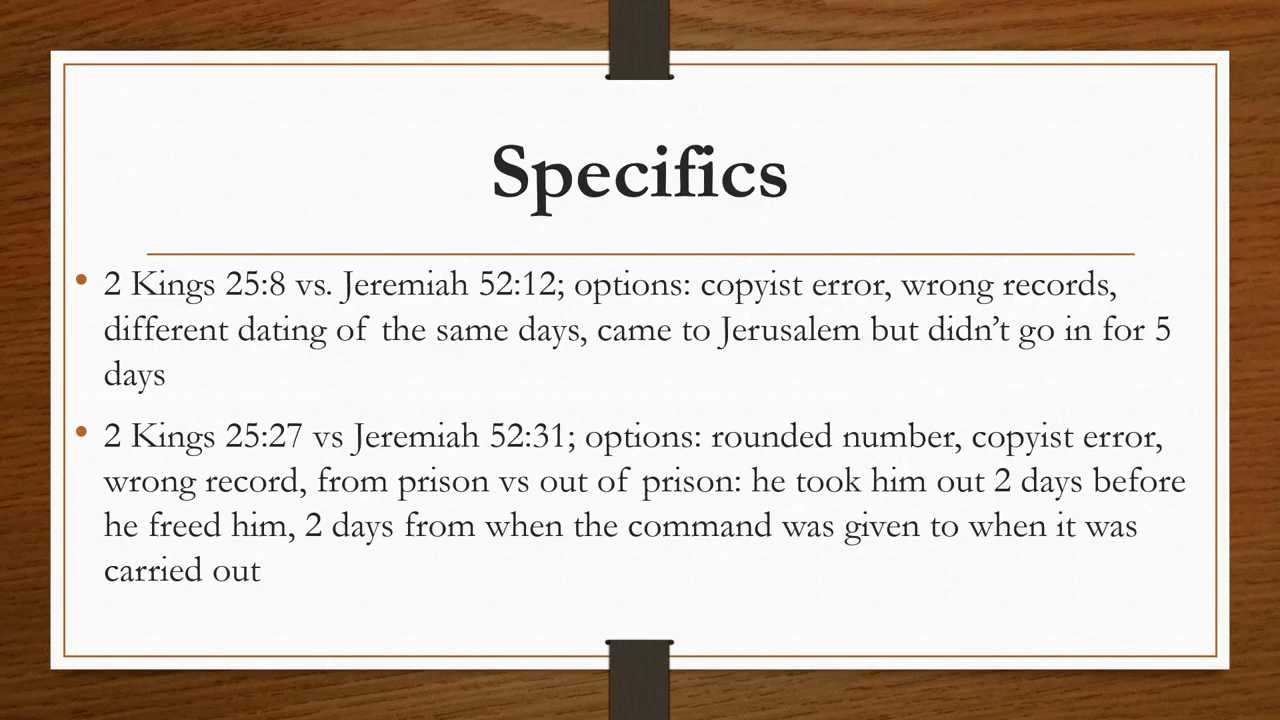 Specifics
• 2 Kings 25:8 vs. Jeremiah 52:12; options: copyist error, wrong records,
different dating of the same days, came to Jerusalem but didn’t go in for 5
days
• 2 Kings 25:27 vs Jeremiah 52:31; options: rounded number, copyist error,
wrong record, from prison vs out of prison: he took him out 2 days before
he freed him, 2 days from when the command was given to when it was
carried out